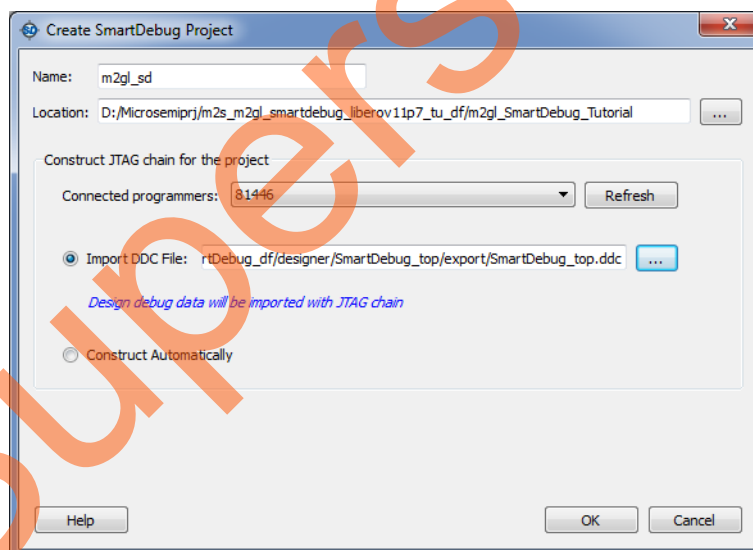 Create SmartDebug Project
Name: m2gl_sd
Location: D:/Microsemiprj/m2s_m2gl_smartdebug_liberov11p7_tu_df/m2gl_SmartDebug_Tutorial ...
Construct JTAG chain for the project
Connected programmers: 81446 Refresh
Import DDC File: rtDebug_df/designer/SmartDebug_top/export/SmartDebug_top.ddc ...
Design debug data will be imported with JTAG chain
Construct Automatically
Help OK Cancel